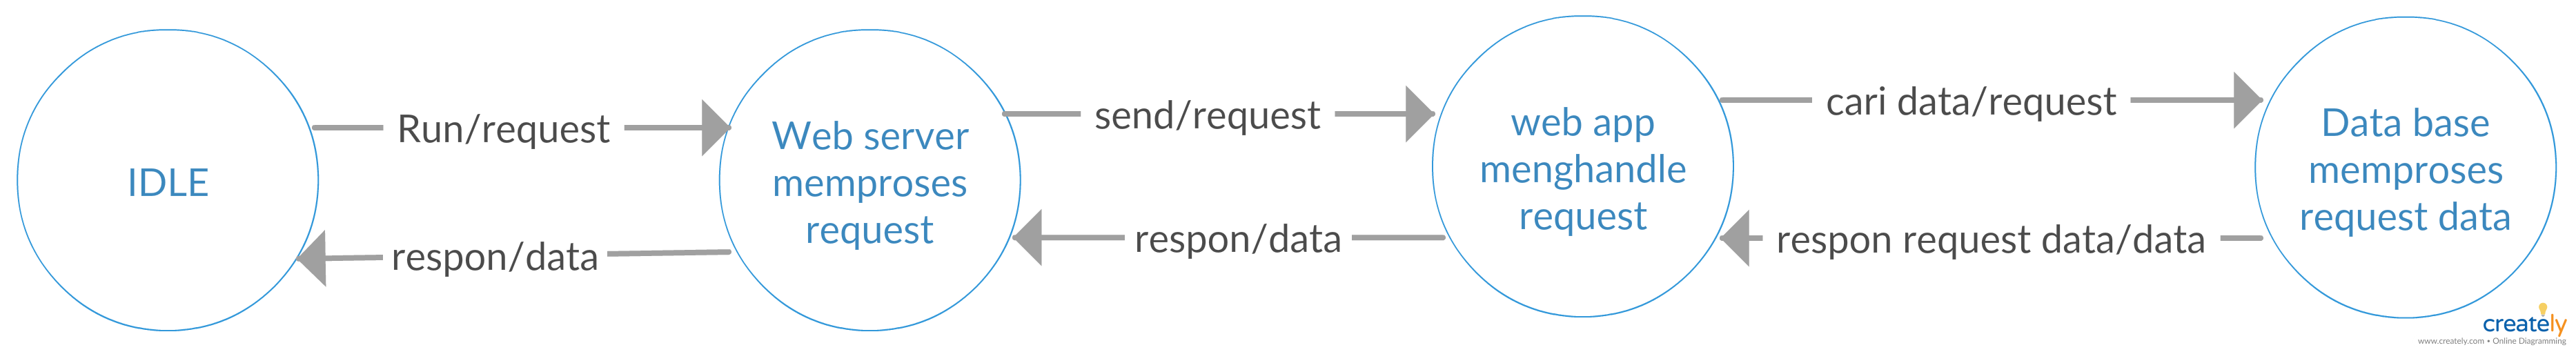 IDLE
Run/request
respon/data
Web server
memproses
request
send/request
respon/data
web app
menghandle
request
cari data/request
respon request data/data
Data base
memproses
request data
creately
www.creately.com • Online Diagramming